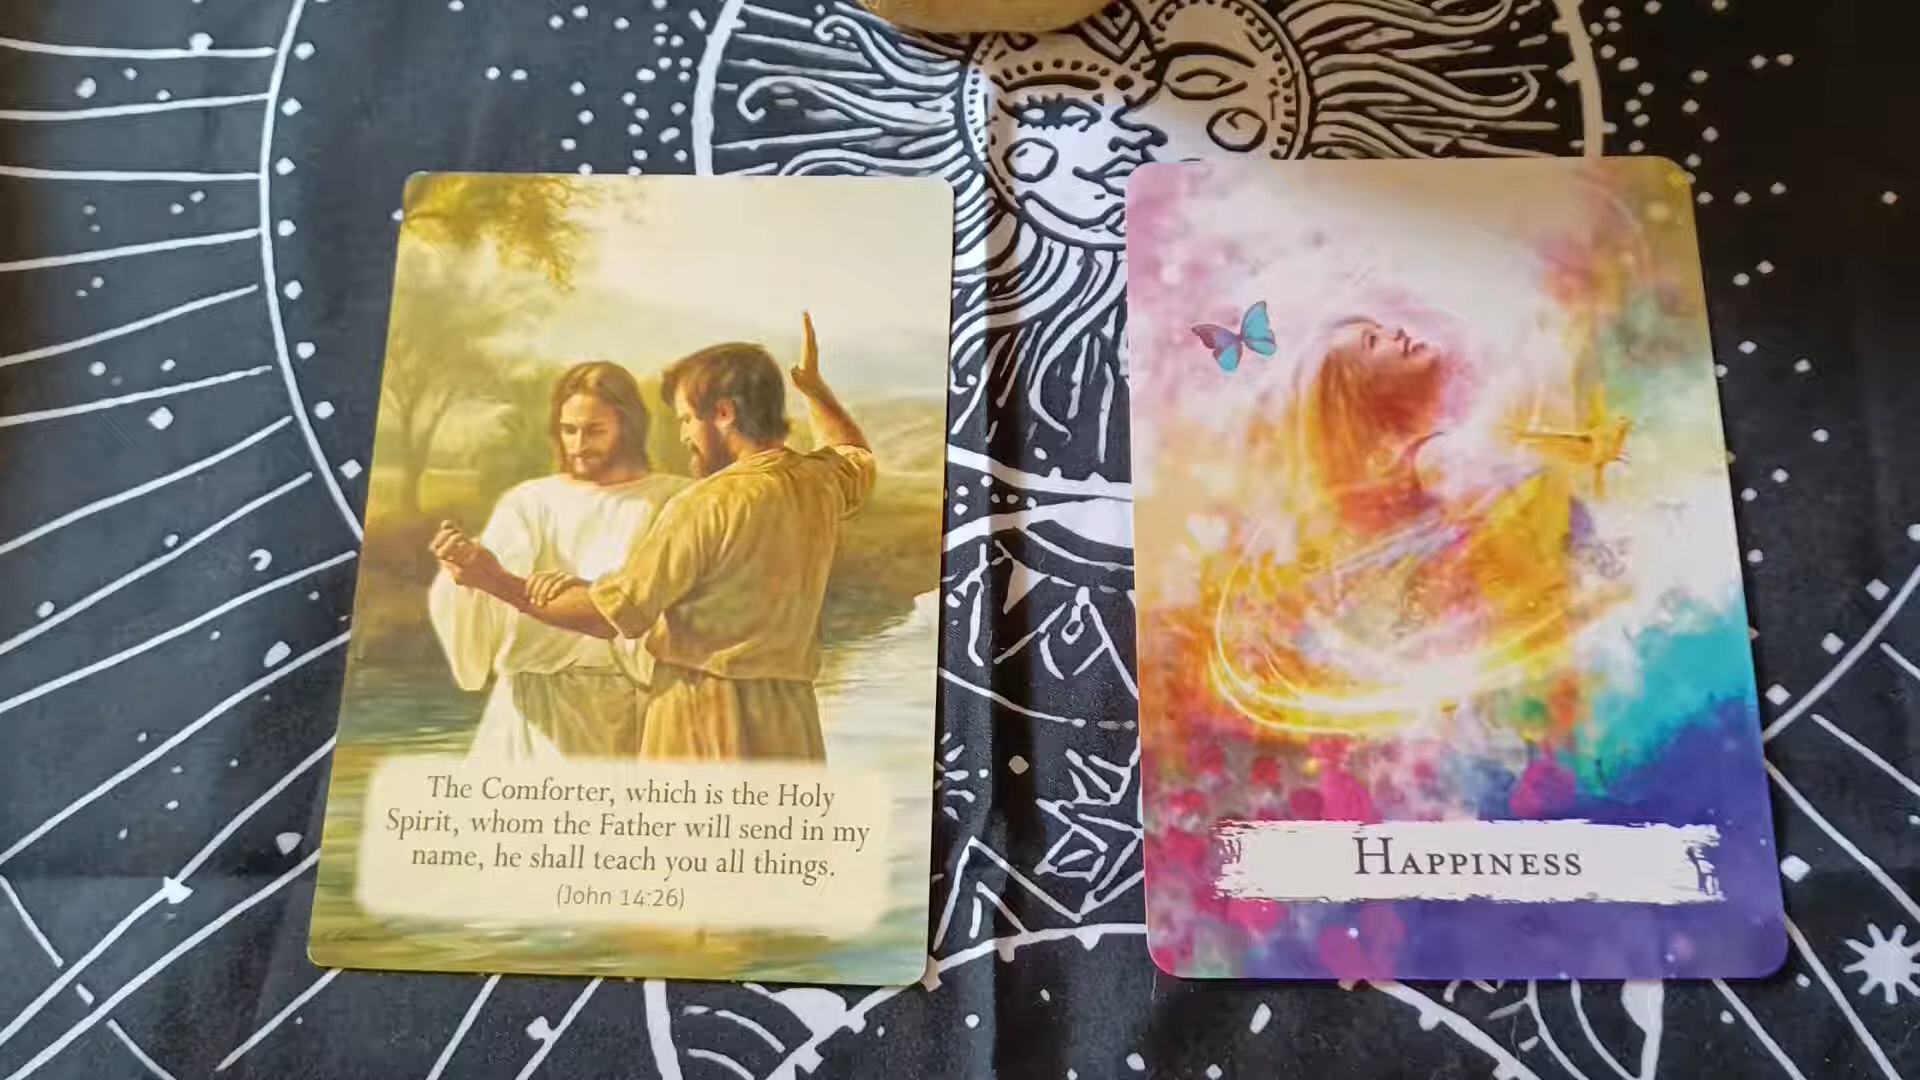 The Comforter, which is the Holy
Spirit, whom the Father will send in my
name, he shall teach you all things.
(John 14:26)
HAPPINESS